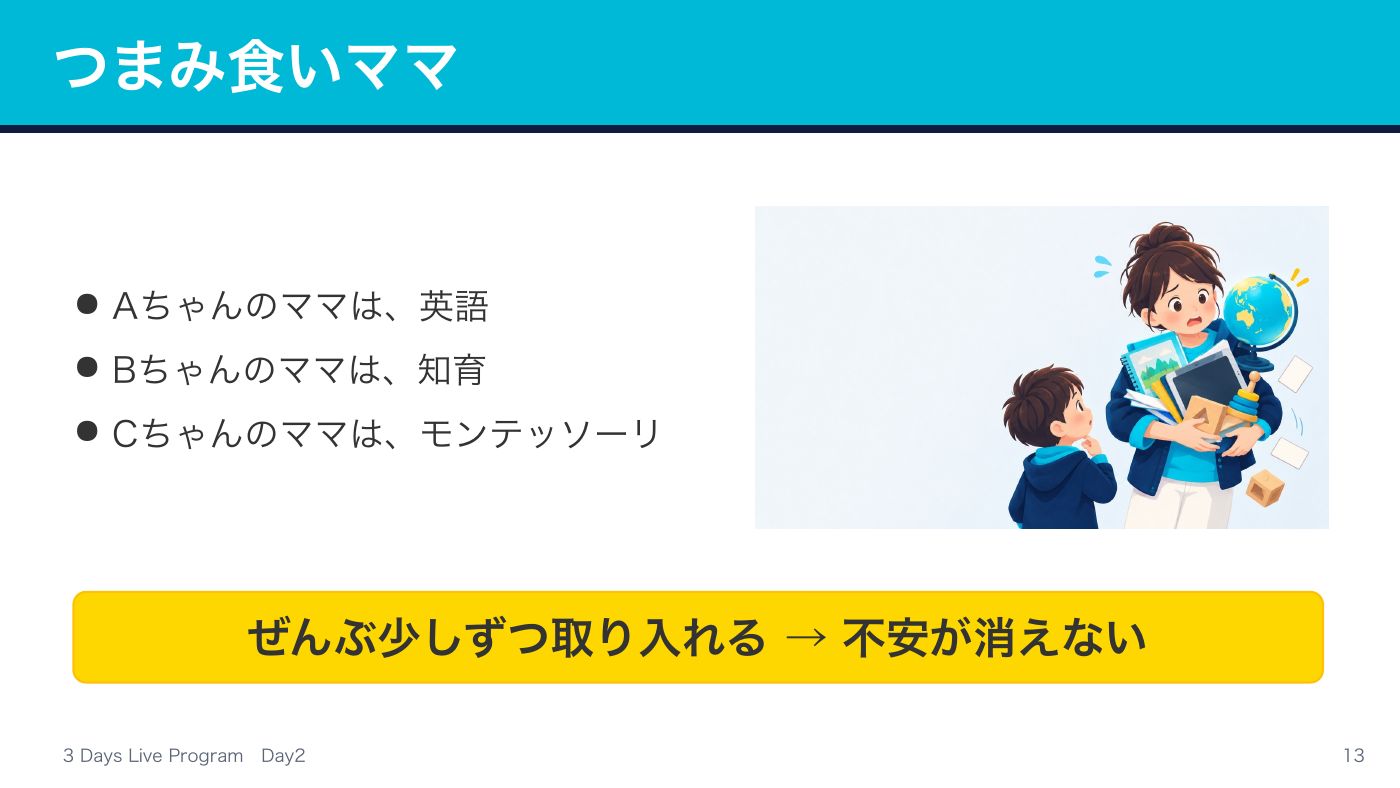 つまみ食いママ
● Aちゃんのママは、英語
● Bちゃんのママは、知育
● Cちゃんのママは、モンテッソーリ
ぜんぶ少しずつ取り入れる → 不安が消えない
3 Days Live Program　Day2
13